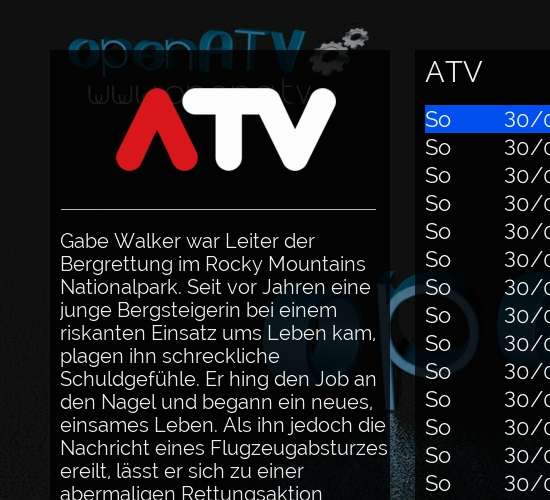 openATV
www.opena.tv
ATV
Gabe Walker war Leiter der
Bergrettung im Rocky Mountains
Nationalpark. Seit vor Jahren eine
junge Bergsteigerin bei einem
riskanten Einsatz ums Leben kam,
plagen ihn schreckliche
Schuldgefühle. Er hing den Job an
den Nagel und begann ein neues,
einsames Leben. Als ihn jedoch die
Nachricht eines Flugzeugabsturzes
ereilt, lässt er sich zu einer
abermaligen Rettungsaktion
ATV
So 30/0
So 30/0
So 30/0
So 30/0
So 30/0
So 30/0
So 30/0
So 30/0
So 30/0
So 30/0
So 30/0
So 30/0
So 30/0
So 30/0